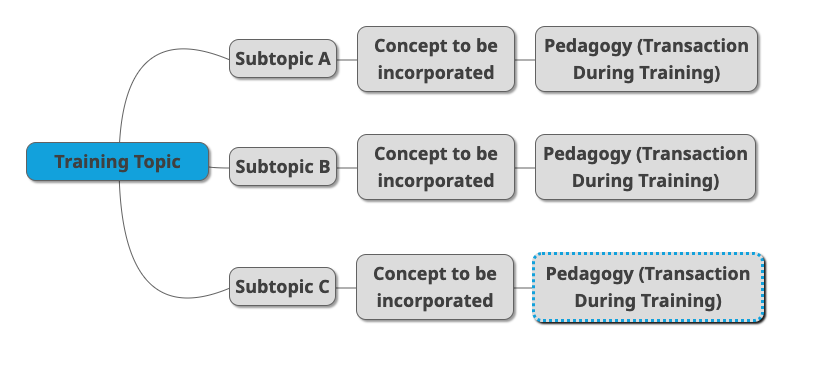 Training Topic
Subtopic A
Concept to be
incorporated
Pedagogy (Transaction
During Training)
Subtopic B
Concept to be
incorporated
Pedagogy (Transaction
During Training)
Subtopic C
Concept to be
incorporated
Pedagogy (Transaction
During Training)